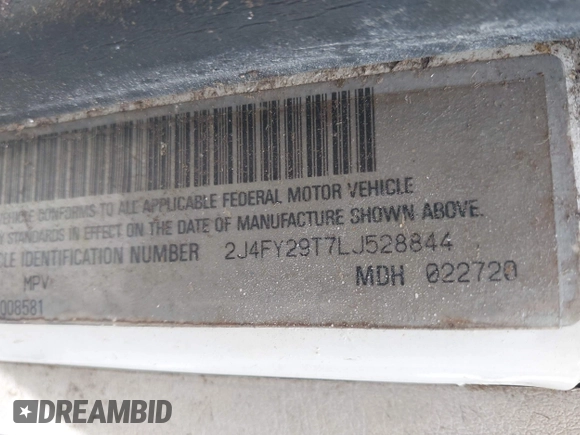 VEHICLE CONFORMS TO ALL APPLICABLE FEDERAL MOTOR VEHICLE
STANDARDS IN EFFECT ON THE DATE OF MANUFACTURE SHOWN ABOVE.
CLE IDENTIFICATION NUMBER 2J4FY29T7LJ528844
MPV MDH 022720
008581
DREAMBID